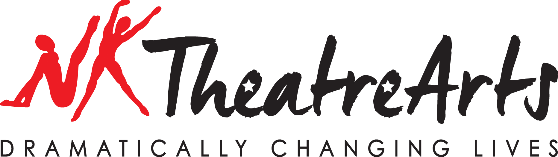 NK TheatreArts
DRAMATICALLY CHANGING LIVES